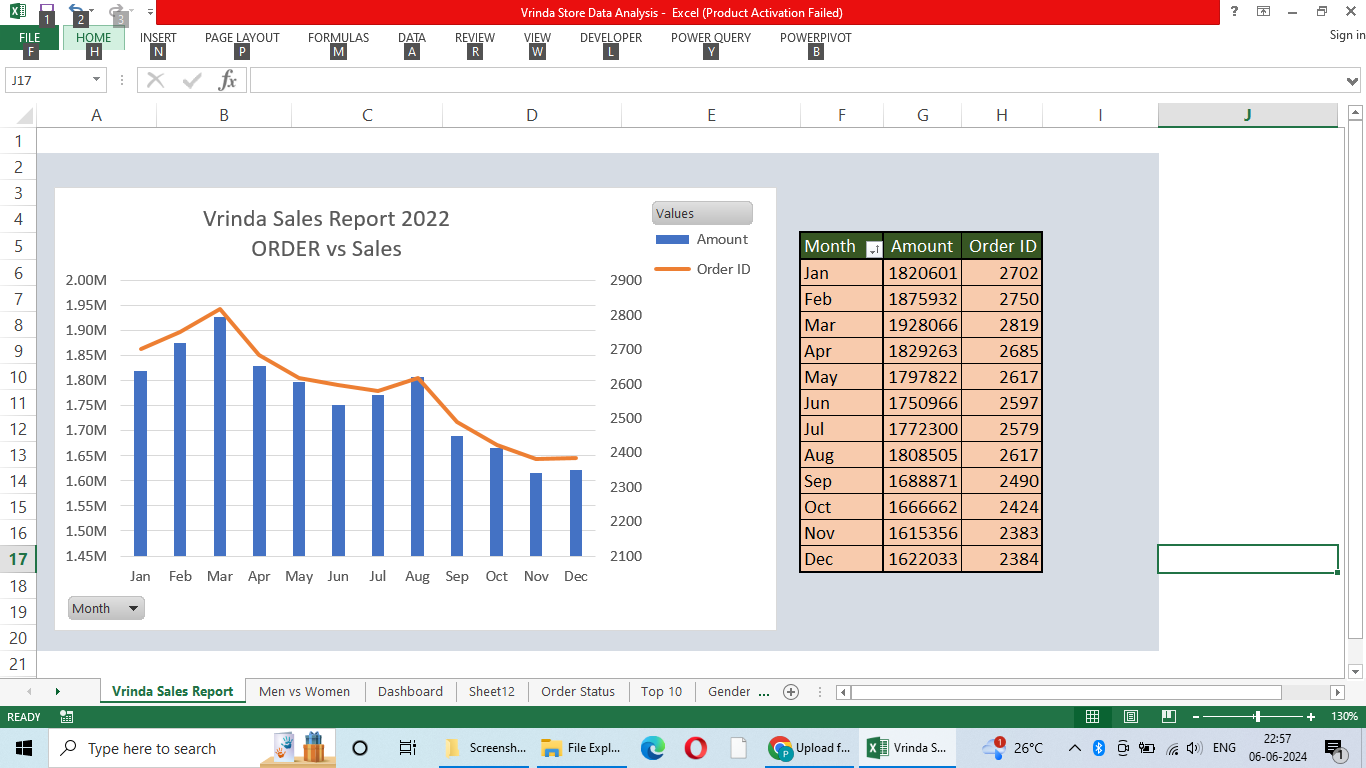 Vrinda Store Data Analysis - Excel (Product Activation Failed)
1 2 3
FILE HOME INSERT PAGE LAYOUT FORMULAS DATA REVIEW VIEW DEVELOPER POWER QUERY POWERPIVOT
Sign in
F H N P M A R W L Y B
J17 fx
A B C D E F G H I J
1
2
3
4
5
6
7
8
9
10
11
12
13
14
15
16
17
18
19
20
21
Vrinda Sales Report 2022
ORDER vs Sales
Values
Amount
Order ID
2.00M
1.95M
1.90M
1.85M
1.80M
1.75M
1.70M
1.65M
1.60M
1.55M
1.50M
1.45M
2900
2800
2700
2600
2500
2400
2300
2200
2100
Jan Feb Mar Apr May Jun Jul Aug Sep Oct Nov Dec
Month
Month Amount Order ID
Jan 1820601 2702
Feb 1875932 2750
Mar 1928066 2819
Apr 1829263 2685
May 1797822 2617
Jun 1750966 2597
Jul 1772300 2579
Aug 1808505 2617
Sep 1688871 2490
Oct 1666662 2424
Nov 1615356 2383
Dec 1622033 2384
Vrinda Sales Report Men vs Women Dashboard Sheet12 Order Status Top 10 Gender ...
READY 130%
Type here to search
Screensh... File Expl... Upload f... Vrinda S...
1 26°C ENG
22:57
06-06-2024
1